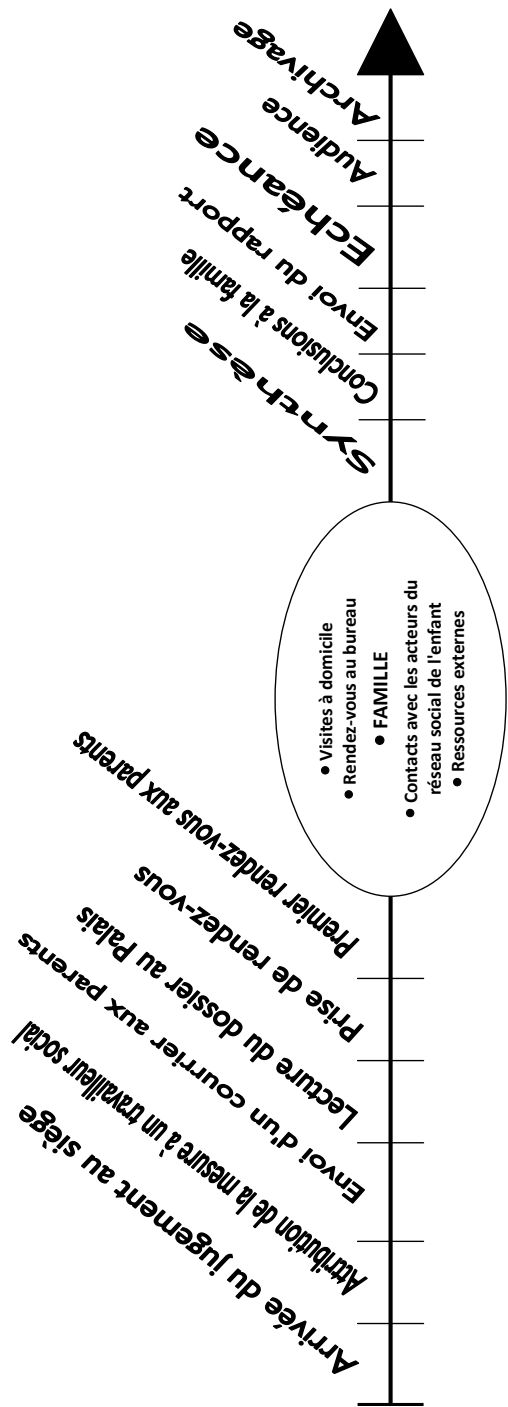 Arrivée du jugement au siège
Attribution de la mesure à un travailleur social
Envoi d'un courrier aux parents
Lecture du dossier au Palais
Prise de rendez-vous
Premier rendez-vous aux parents
• Visites à domicile
• Rendez-vous au bureau
• FAMILLE
• Contacts avec les acteurs du
réseau social de l'enfant
• Ressources externes
Synthèse
Conclusions à la famille
Envoi du rapport
Echéance
Audience
Archivage